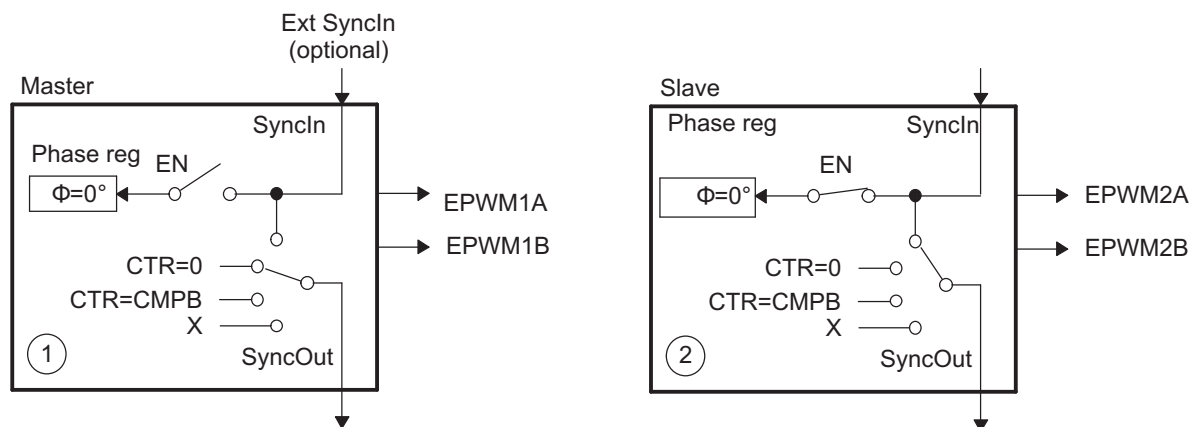 Ext SyncIn
(optional)
Master
SyncIn
Phase reg
EN
Φ=0°
EPWM1A
EPWM1B
CTR=0
CTR=CMPB
X
1
SyncOut
Slave
Phase reg
SyncIn
EN
Φ=0°
EPWM2A
EPWM2B
CTR=0
CTR=CMPB
X
2
SyncOut